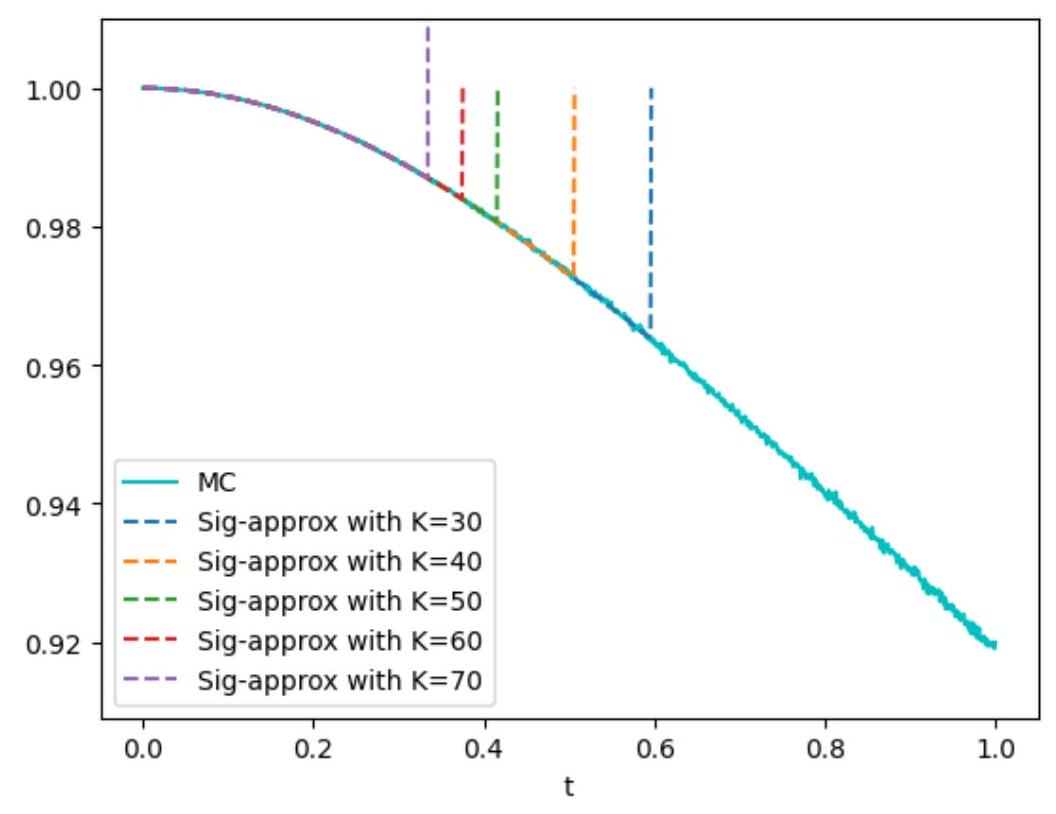 1.00
0.98
0.96
0.94
0.92
MC
Sig-approx with K=30
Sig-approx with K=40
Sig-approx with K=50
Sig-approx with K=60
Sig-approx with K=70
0.0 0.2 0.4 0.6 0.8 1.0
t